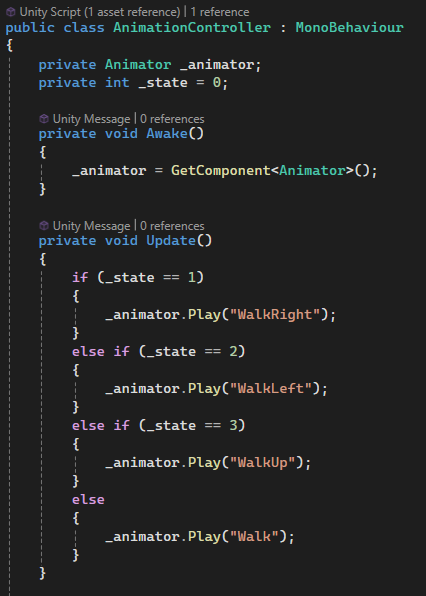 Unity Script (1 asset reference) | 1 reference
public class AnimationController : MonoBehaviour
{
    private Animator _animator;
    private int _state = 0;

    Unity Message | 0 references
    private void Awake()
    {
        _animator = GetComponent<Animator>();
    }

    Unity Message | 0 references
    private void Update()
    {
        if (_state == 1)
        {
            _animator.Play("WalkRight");
        }
        else if (_state == 2)
        {
            _animator.Play("WalkLeft");
        }
        else if (_state == 3)
        {
            _animator.Play("WalkUp");
        }
        else
        {
            _animator.Play("Walk");
        }
    }